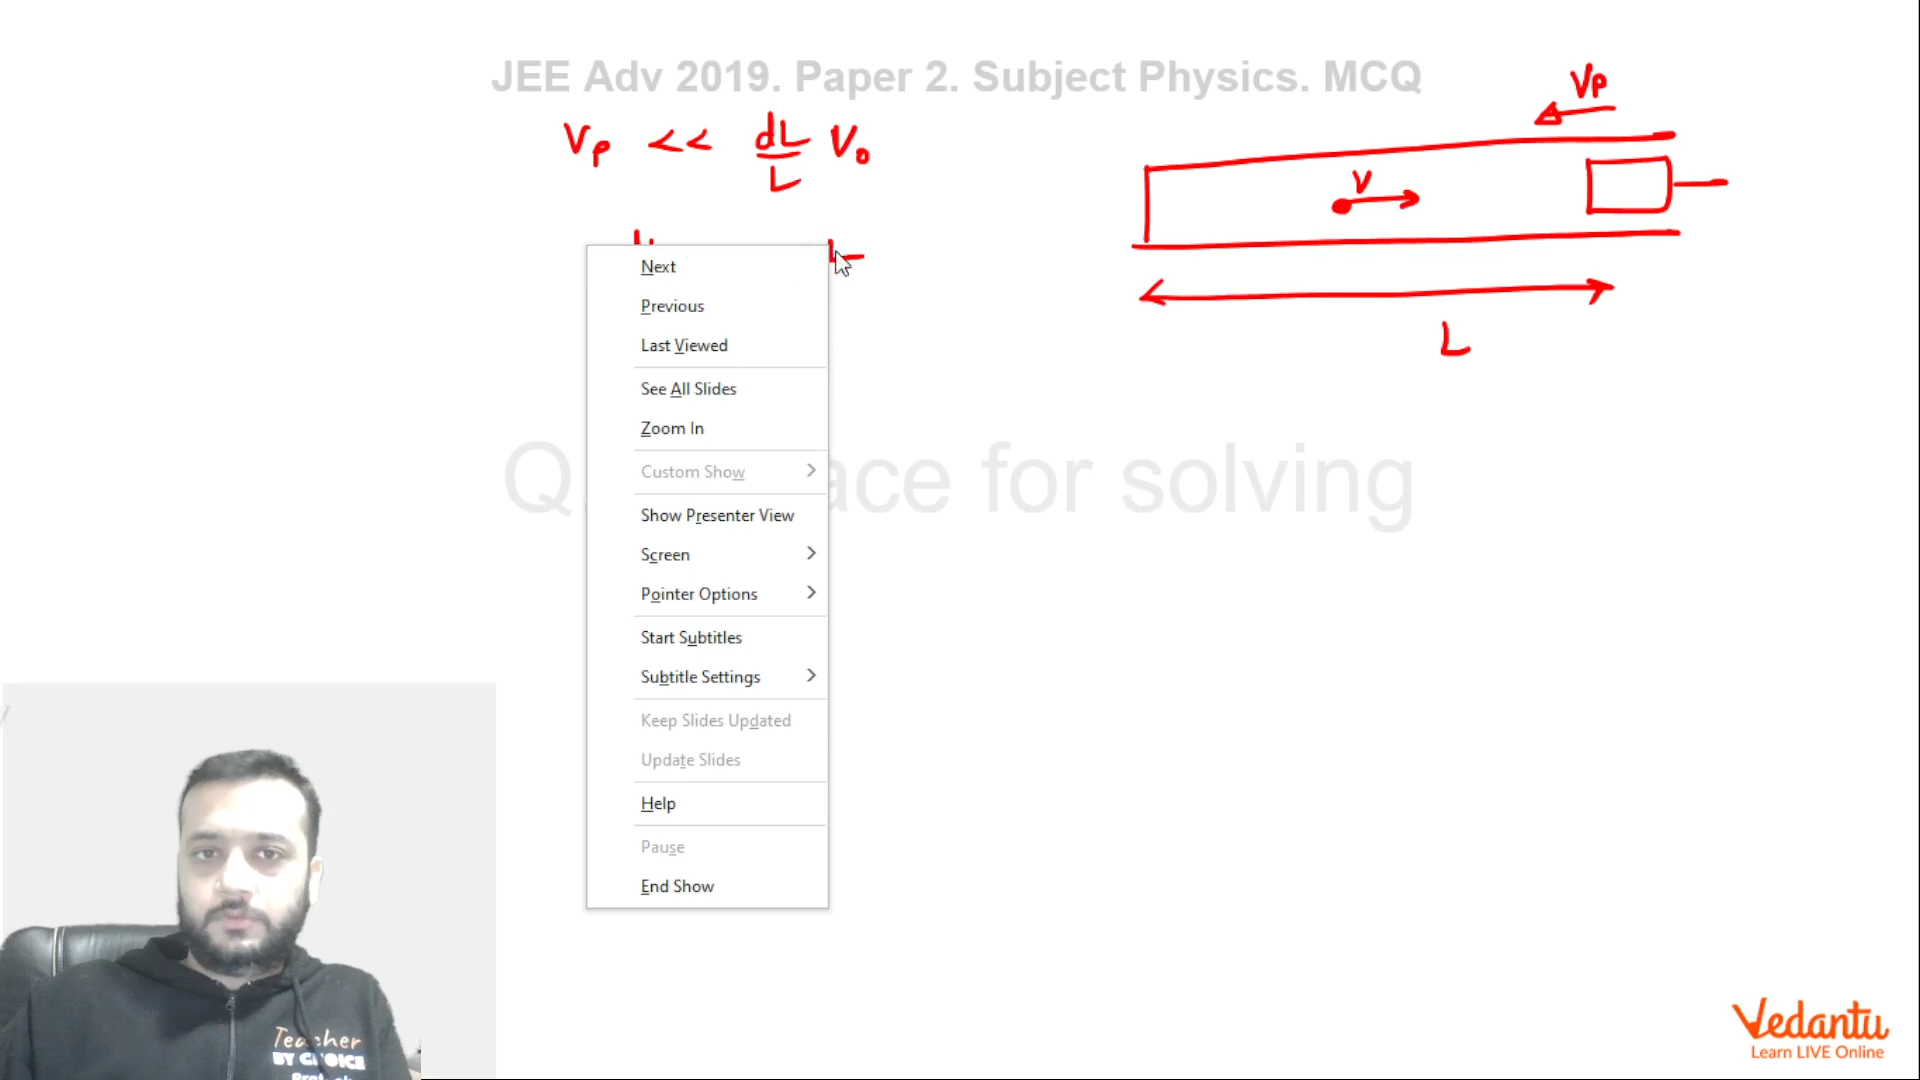 JEE Adv 2019. Paper 2. Subject Physics. MCQ
Vp << dL/L V₀
Vp
V
L
L
for solving
Next
Previous
Last Viewed
See All Slides
Zoom In
Custom Show
Show Presenter View
Screen
Pointer Options
Start Subtitles
Subtitle Settings
Keep Slides Updated
Update Slides
Help
Pause
End Show
Teacher
BY CHOICE
Vedantu
Learn LIVE Online